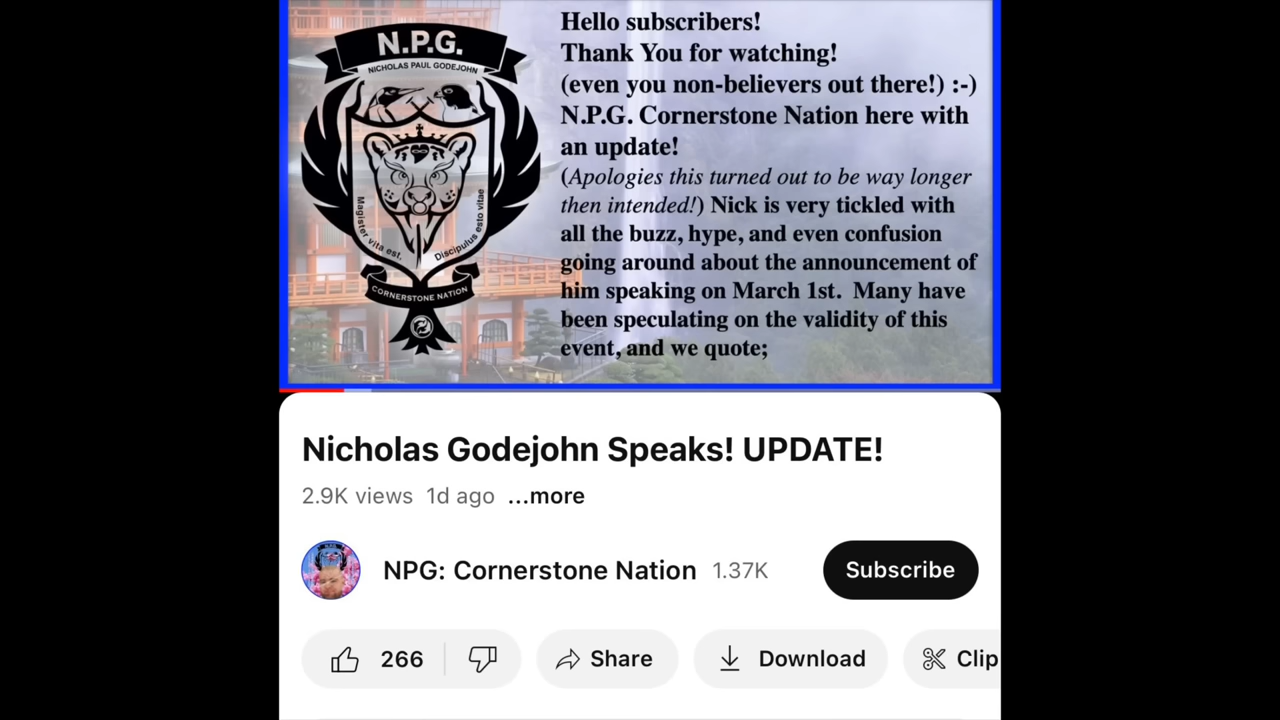 N.P.G.
NICHOLAS PAUL GODEJOHN
Magister vita est.
Discipulus esto vitae
CORNERSTONE NATION
Hello subscribers!
Thank You for watching!
(even you non-believers out there!) :-)
N.P.G. Cornerstone Nation here with
an update!
(Apologies this turned out to be way longer
then intended!) Nick is very tickled with
all the buzz, hype, and even confusion
going around about the announcement of
him speaking on March 1st. Many have
been speculating on the validity of this
event, and we quote;
Nicholas Godejohn Speaks! UPDATE!
2.9K views 1d ago ...more
N.P.G.
NPG: Cornerstone Nation 1.37K
Subscribe
266
Share
Download
Clip